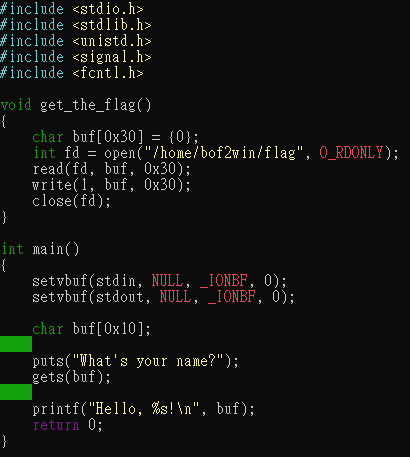 #include <stdio.h>
#include <stdlib.h>
#include <unistd.h>
#include <signal.h>
#include <fcntl.h>
void get_the_flag()
{
    char buf[0x30] = {0};
    int fd = open("/home/bof2win/flag", O_RDONLY);
    read(fd, buf, 0x30);
    write(1, buf, 0x30);
    close(fd);
}
int main()
{
    setvbuf(stdin, NULL, _IONBF, 0);
    setvbuf(stdout, NULL, _IONBF, 0);
    char buf[0x10];
    puts("What's your name?");
    gets(buf);
    printf("Hello, %s!\n", buf);
    return 0;
}